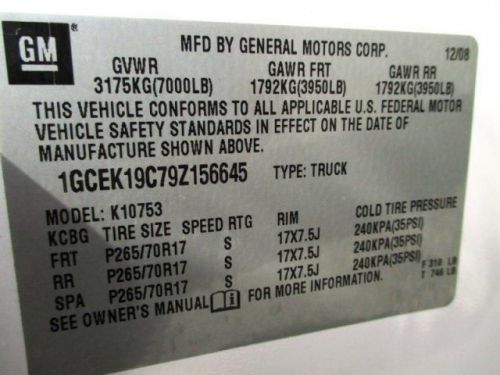 GM
MFD BY GENERAL MOTORS CORP. 12/08
GVWR GAWR FRT GAWR RR
3175KG(7000LB) 1792KG(3950LB) 1792KG(3950LB)
THIS VEHICLE CONFORMS TO ALL APPLICABLE U.S. FEDERAL MOTOR
VEHICLE SAFETY STANDARDS IN EFFECT ON THE DATE OF
MANUFACTURE SHOWN ABOVE.
1GCEK19C79Z156645 TYPE: TRUCK
MODEL: K10753
KCBG TIRE SIZE SPEED RTG RIM COLD TIRE PRESSURE
FRT P265/70R17 S 17X7.5J 240KPA(35PSI)
RR P265/70R17 S 17X7.5J 240KPA(35PSI)
SPA P265/70R17 S 17X7.5J 240KPA(35PSI)
SEE OWNER'S MANUAL FOR MORE INFORMATION.
F 318 LB
T 746 LB